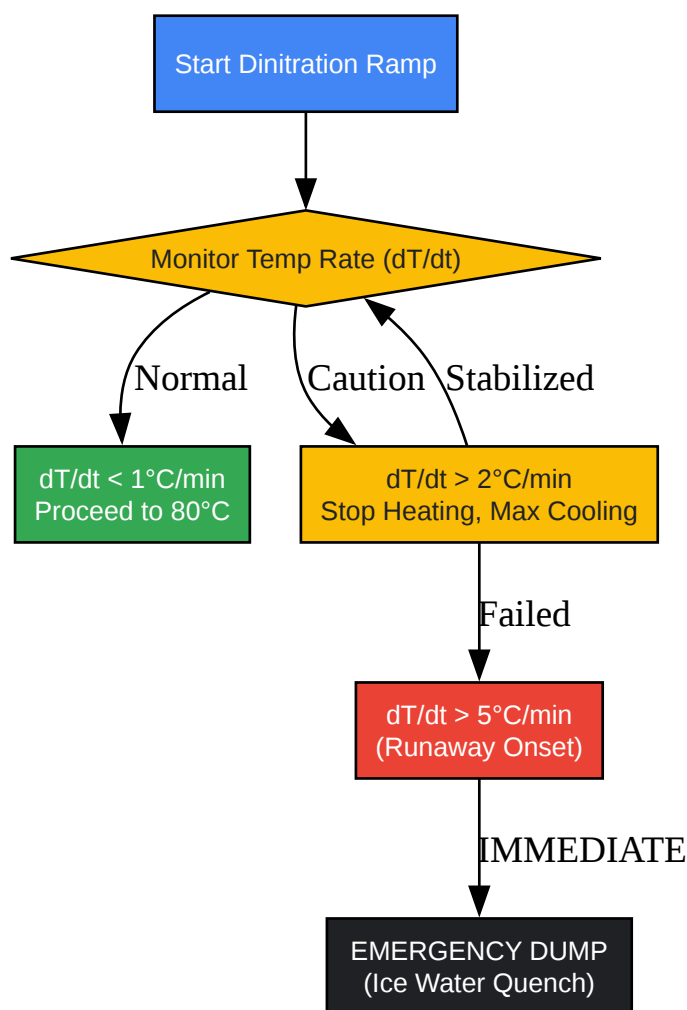 Start Dinitration Ramp
Monitor Temp Rate (dT/dt)
Normal
Caution
Stabilized
dT/dt < 1°C/min
Proceed to 80°C
dT/dt > 2°C/min
Stop Heating, Max Cooling
Failed
dT/dt > 5°C/min
(Runaway Onset)
IMMEDIATE
EMERGENCY DUMP
(Ice Water Quench)